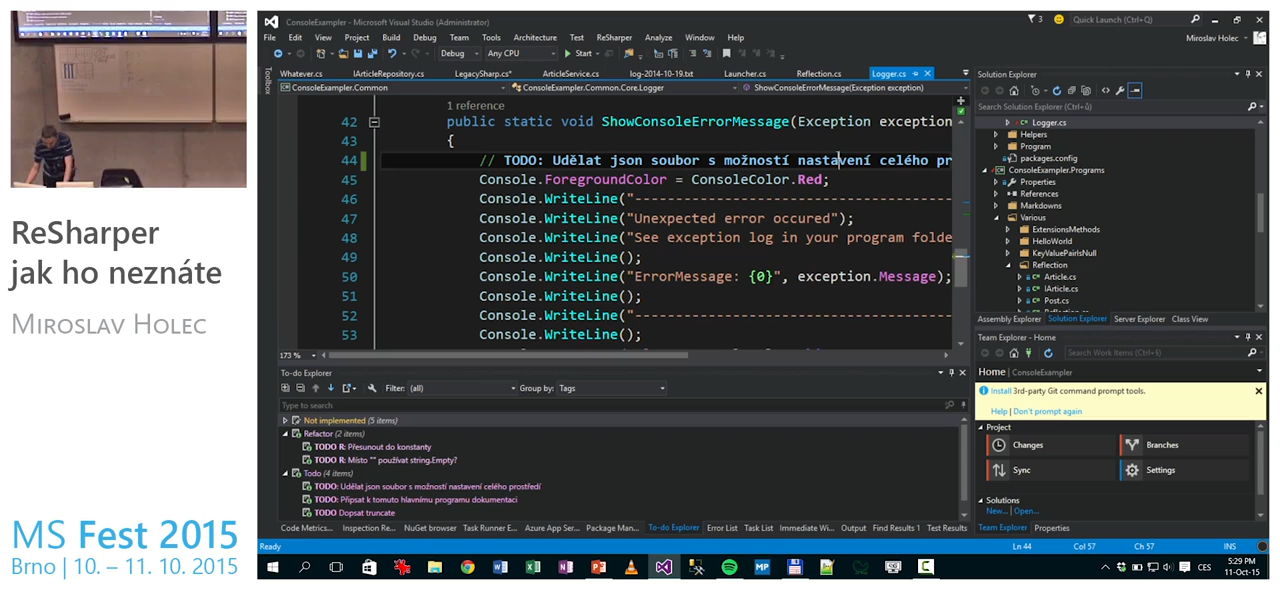 ReSharper
jak ho neznáte
Miroslav Holec
MS Fest 2015
Brno | 10. – 11. 10. 2015
ConsoleExampler - Microsoft Visual Studio (Administrator)
3
Quick Launch (Ctrl+Q)
File Edit View Project Build Debug Team Tools Architecture Test ReSharper Analyze Window Help
Miroslav Holec
Debug Any CPU Start
Toolbox
Whatever.cs IArticleRepository.cs LegacySharp.cs* ArticleService.cs log-2014-10-19.txt Launcher.cs Reflection.cs Logger.cs
ConsoleExampler.Common ConsoleExampler.Common.Core.Logger ShowConsoleErrorMessage(Exception exception)
1 reference
42 public static void ShowConsoleErrorMessage(Exception exception
43 {
44 // TODO: Udělat json soubor s možností nastavení celého pr
45 Console.ForegroundColor = ConsoleColor.Red;
46 Console.WriteLine("---------------------------------------
47 Console.WriteLine("Unexpected error occured");
48 Console.WriteLine("See exception log in your program folde
49 Console.WriteLine();
50 Console.WriteLine("ErrorMessage: {0}", exception.Message);
51 Console.WriteLine();
52 Console.WriteLine("---------------------------------------
53 Console.WriteLine();
173 %
To-do Explorer
Filter: (all) Group by: Tags
Type to search
Not implemented (5 items)
Refactor (2 items)
TODO R: Přesunout do konstanty
TODO R: Místo "" používat string.Empty?
Todo (4 items)
TODO: Udělat json soubor s možností nastavení celého prostředí
TODO: Připsat k tomuto hlavnímu programu dokumentaci
TODO Dopsat truncate
Code Metrics... Inspection Re... NuGet browser Task Runner E... Azure App Ser... Package Man... To-do Explorer Error List Task List Immediate Wi... Output Find Results 1 Test Results
Solution Explorer
Search Solution Explorer (Ctrl+ů)
Logger.cs
Helpers
Program
packages.config
ConsoleExampler.Programs
Properties
References
Markdowns
Various
ExtensionsMethods
HelloWorld
KeyValuePairIsNull
Reflection
Article.cs
IArticle.cs
Post.cs
Reflection.cs
Assembly Explorer Solution Explorer Server Explorer Class View
Team Explorer - Home
Search Work Items (Ctrl+š)
Home | ConsoleExampler
Install 3rd-party Git command prompt tools.
Help | Don't prompt again
Project
Changes Branches
Sync Settings
Solutions
New... Open...
Team Explorer Properties
Ready Ln 44 Col 57 Ch 57 INS
CES
5:29 PM
11-Oct-15